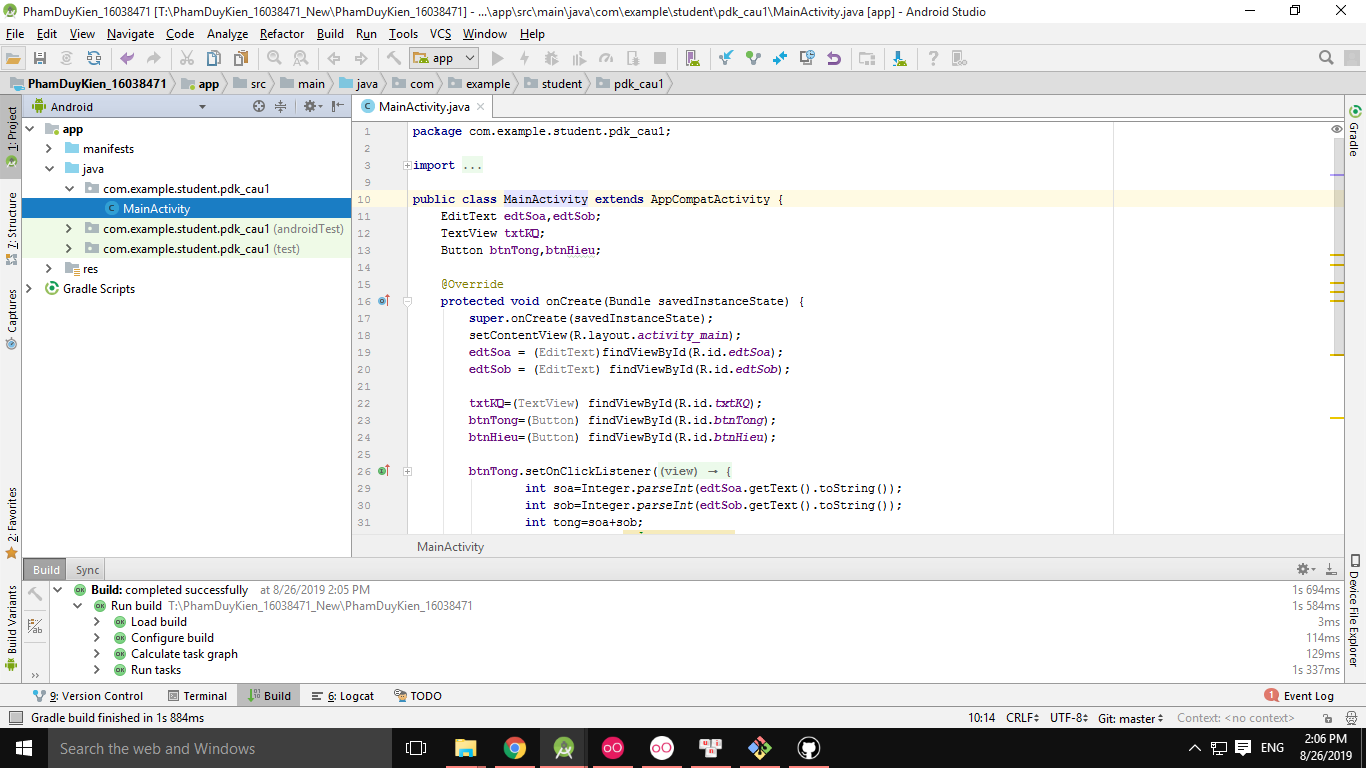 PhamDuyKien_16038471 [T:\PhamDuyKien_16038471_New\PhamDuyKien_16038471] - ...\app\src\main\java\com\example\student\pdk_cau1\MainActivity.java [app] - Android Studio
File Edit View Navigate Code Analyze Refactor Build Run Tools VCS Window Help
app
PhamDuyKien_16038471 app src main java com example student pdk_cau1
1: Project
7: Structure
Captures
2: Favorites
Build Variants
Android
app
manifests
java
com.example.student.pdk_cau1
MainActivity
com.example.student.pdk_cau1 (androidTest)
com.example.student.pdk_cau1 (test)
res
Gradle Scripts
MainActivity.java
1 package com.example.student.pdk_cau1;
2
3 import ...
9
10 public class MainActivity extends AppCompatActivity {
11 EditText edtSoa,edtSob;
12 TextView txtKQ;
13 Button btnTong,btnHieu;
14
15 @Override
16 protected void onCreate(Bundle savedInstanceState) {
17 super.onCreate(savedInstanceState);
18 setContentView(R.layout.activity_main);
19 edtSoa = (EditText)findViewById(R.id.edtSoa);
20 edtSob = (EditText) findViewById(R.id.edtSob);
21
22 txtKQ=(TextView) findViewById(R.id.txtKQ);
23 btnTong=(Button) findViewById(R.id.btnTong);
24 btnHieu=(Button) findViewById(R.id.btnHieu);
25
26 btnTong.setOnClickListener((view) → {
29 int soa=Integer.parseInt(edtSoa.getText().toString());
30 int sob=Integer.parseInt(edtSob.getText().toString());
31 int tong=soa+sob;
MainActivity
Gradle
Device File Explorer
Build Sync
Build: completed successfully at 8/26/2019 2:05 PM 1s 694ms
Run build T:\PhamDuyKien_16038471_New\PhamDuyKien_16038471 1s 584ms
Load build 3ms
Configure build 114ms
Calculate task graph 129ms
Run tasks 1s 337ms
9: Version Control Terminal Build 6: Logcat TODO 1 Event Log
Gradle build finished in 1s 884ms 10:14 CRLF UTF-8 Git: master Context: <no context>
Search the web and Windows
ENG
2:06 PM
8/26/2019